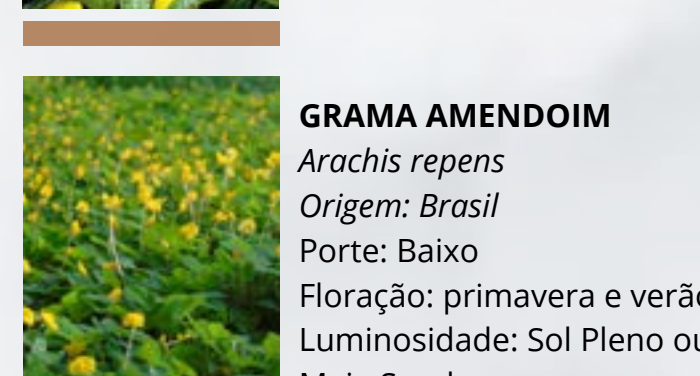 GRAMA AMENDOIM
Arachis repens
Origem: Brasil
Porte: Baixo
Floração: primavera e verão
Luminosidade: Sol Pleno ou